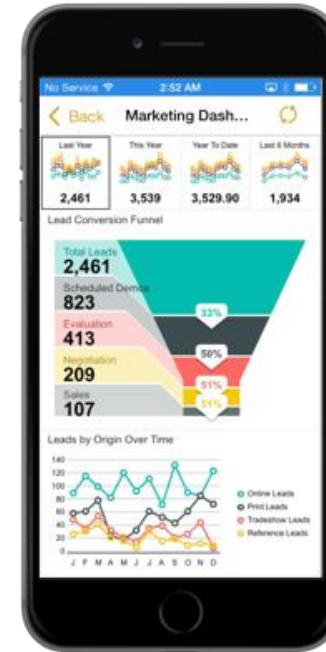 No Service 2:52 AM
Back Marketing Dash...
Last Year This Year Year To Date Last 6 Months
2,461 3,539 3,529.90 1,934
Lead Conversion Funnel
Total Leads
2,461
Scheduled Demos
823
33%
Evaluation
413
50%
Negotiation
209
51%
Sales
107
51%
Leads by Origin Over Time
140
120
100
80
60
40
20
0
J F M A M J J A S O N D
Online Leads
Print Leads
Tradeshow Leads
Reference Leads